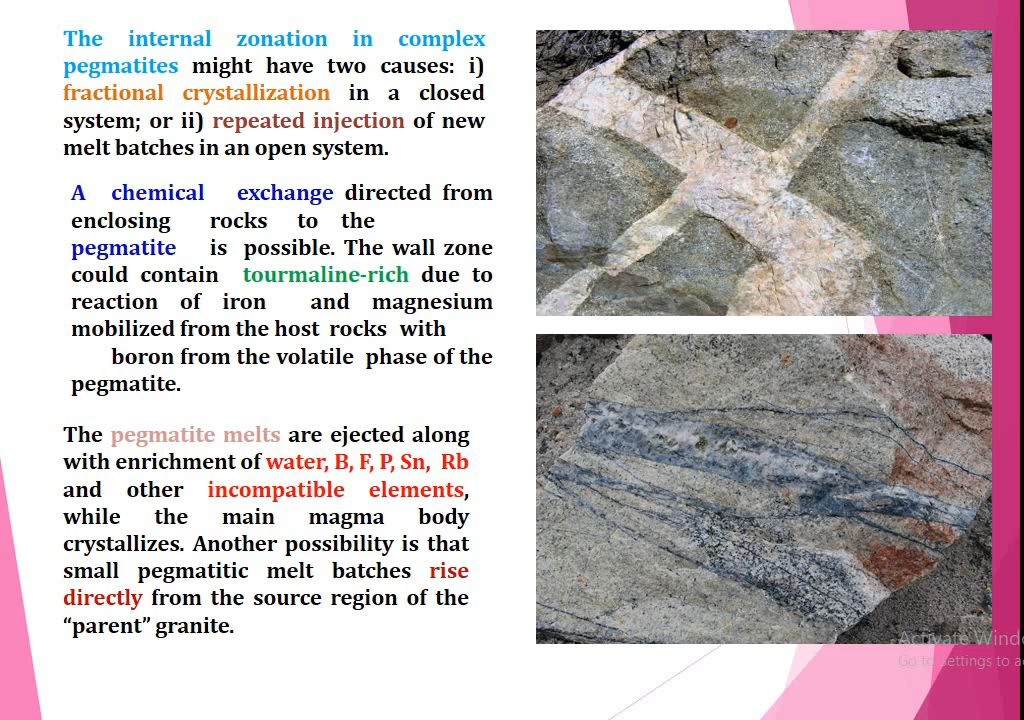 The internal zonation in complex
pegmatites might have two causes: i)
fractional crystallization in a closed
system; or ii) repeated injection of new
melt batches in an open system.
A chemical exchange directed from
enclosing rocks to the
pegmatite is possible. The wall zone
could contain tourmaline-rich due to
reaction of iron and magnesium
mobilized from the host rocks with
boron from the volatile phase of the
pegmatite.
The pegmatite melts are ejected along
with enrichment of water, B, F, P, Sn, Rb
and other incompatible elements,
while the main magma body
crystallizes. Another possibility is that
small pegmatitic melt batches rise
directly from the source region of the
“parent” granite.
Activate Windo
Go to Settings to a